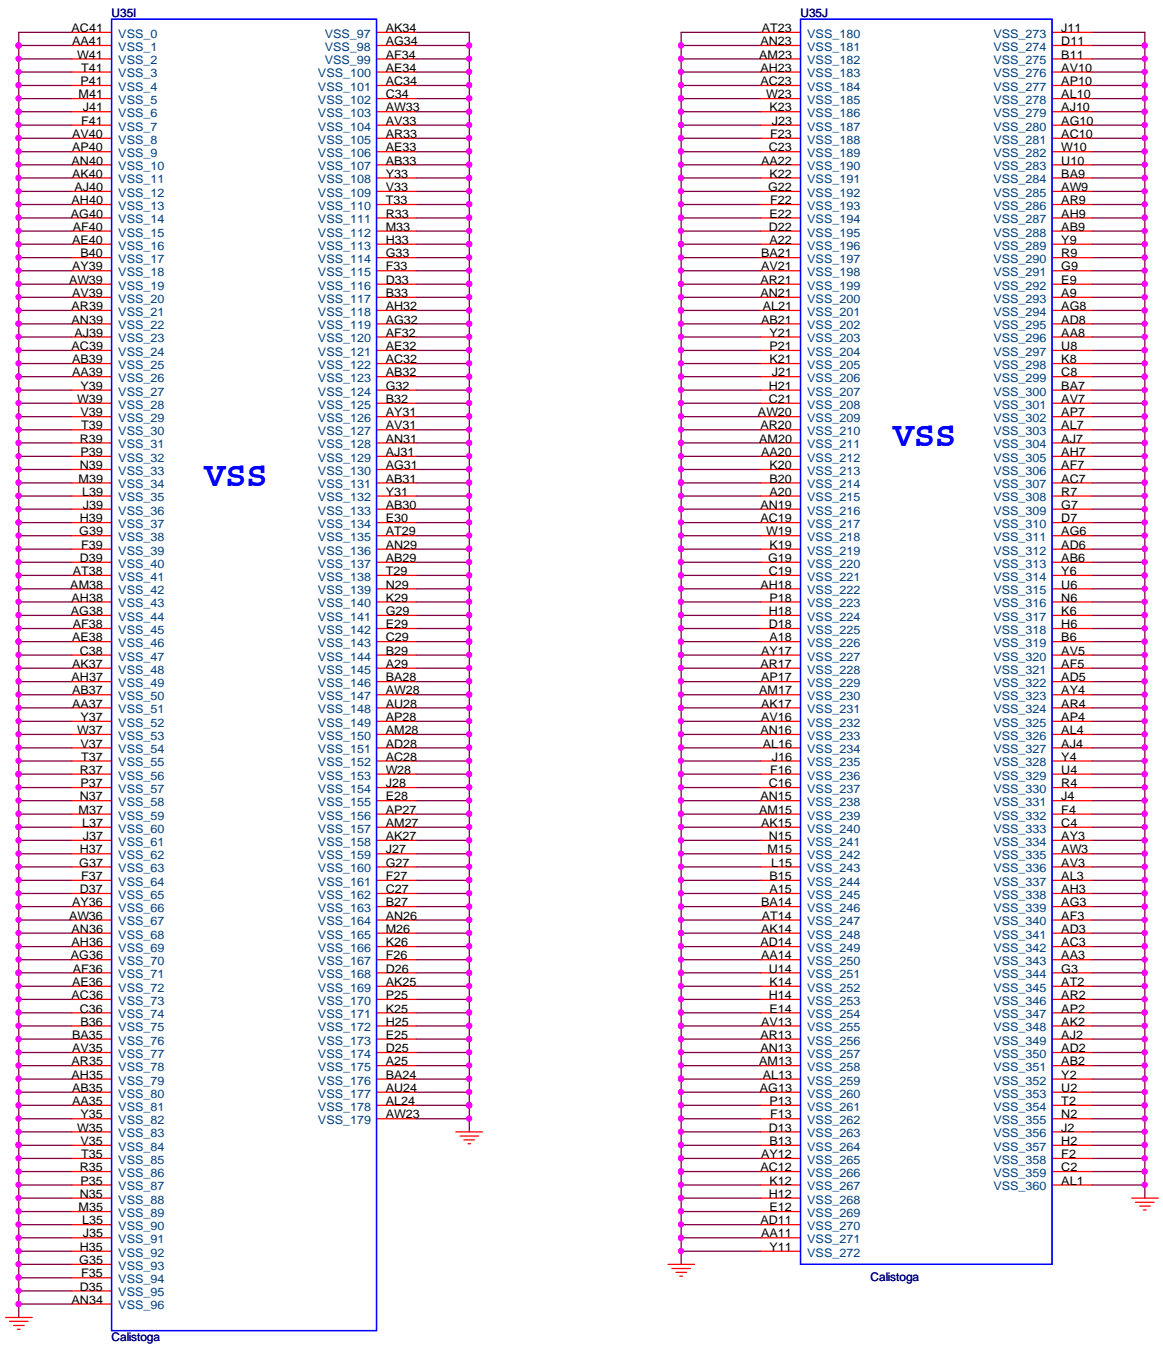 U35I
AC41 VSS_0 VSS_97 AK34
AA41 VSS_1 VSS_98 AG34
W41 VSS_2 VSS_99 AF34
T41 VSS_3 VSS_100 AE34
P41 VSS_4 VSS_101 AC34
M41 VSS_5 VSS_102 C34
J41 VSS_6 VSS_103 AW33
F41 VSS_7 VSS_104 AV33
AV40 VSS_8 VSS_105 AR33
AP40 VSS_9 VSS_106 AE33
AN40 VSS_10 VSS_107 AB33
AK40 VSS_11 VSS_108 Y33
AJ40 VSS_12 VSS_109 V33
AH40 VSS_13 VSS_110 T33
AG40 VSS_14 VSS_111 R33
AF40 VSS_15 VSS_112 M33
AE40 VSS_16 VSS_113 H33
B40 VSS_17 VSS_114 G33
AY39 VSS_18 VSS_115 F33
AW39 VSS_19 VSS_116 D33
AV39 VSS_20 VSS_117 B33
AR39 VSS_21 VSS_118 AH32
AN39 VSS_22 VSS_119 AG32
AJ39 VSS_23 VSS_120 AF32
AC39 VSS_24 VSS_121 AE32
AB39 VSS_25 VSS_122 AC32
AA39 VSS_26 VSS_123 AB32
Y39 VSS_27 VSS_124 G32
W39 VSS_28 VSS_125 B32
V39 VSS_29 VSS_126 AY31
T39 VSS_30 VSS_127 AV31
R39 VSS_31 VSS_128 AN31
P39 VSS_32 VSS_129 AJ31
N39 VSS_33 VSS_130 AG31
VSS
M39 VSS_34 VSS_131 AB31
L39 VSS_35 VSS_132 Y31
J39 VSS_36 VSS_133 AB30
H39 VSS_37 VSS_134 E30
G39 VSS_38 VSS_135 AT29
F39 VSS_39 VSS_136 AN29
D39 VSS_40 VSS_137 AB29
AT38 VSS_41 VSS_138 T29
AM38 VSS_42 VSS_139 N29
AH38 VSS_43 VSS_140 K29
AG38 VSS_44 VSS_141 G29
AF38 VSS_45 VSS_142 E29
AE38 VSS_46 VSS_143 C29
C38 VSS_47 VSS_144 B29
AK37 VSS_48 VSS_145 A29
AH37 VSS_49 VSS_146 BA28
AB37 VSS_50 VSS_147 AW28
AA37 VSS_51 VSS_148 AU28
Y37 VSS_52 VSS_149 AP28
W37 VSS_53 VSS_150 AM28
V37 VSS_54 VSS_151 AD28
T37 VSS_55 VSS_152 AC28
R37 VSS_56 VSS_153 W28
P37 VSS_57 VSS_154 J28
N37 VSS_58 VSS_155 E28
M37 VSS_59 VSS_156 AP27
L37 VSS_60 VSS_157 AM27
J37 VSS_61 VSS_158 AK27
H37 VSS_62 VSS_159 J27
G37 VSS_63 VSS_160 G27
F37 VSS_64 VSS_161 F27
D37 VSS_65 VSS_162 C27
AY36 VSS_66 VSS_163 B27
AW36 VSS_67 VSS_164 AN26
AN36 VSS_68 VSS_165 M26
AH36 VSS_69 VSS_166 K26
AG36 VSS_70 VSS_167 F26
AF36 VSS_71 VSS_168 D26
AE36 VSS_72 VSS_169 AK25
AC36 VSS_73 VSS_170 P25
C36 VSS_74 VSS_171 K25
B36 VSS_75 VSS_172 H25
BA35 VSS_76 VSS_173 E25
AV35 VSS_77 VSS_174 D25
AR35 VSS_78 VSS_175 A25
AH35 VSS_79 VSS_176 BA24
AB35 VSS_80 VSS_177 AU24
AA35 VSS_81 VSS_178 AL24
Y35 VSS_82 VSS_179 AW23
W35 VSS_83
V35 VSS_84
T35 VSS_85
R35 VSS_86
P35 VSS_87
N35 VSS_88
M35 VSS_89
L35 VSS_90
J35 VSS_91
H35 VSS_92
G35 VSS_93
F35 VSS_94
D35 VSS_95
AN34 VSS_96
Calistoga
U35J
AT23 VSS_180 VSS_273 J11
AN23 VSS_181 VSS_274 D11
AM23 VSS_182 VSS_275 B11
AH23 VSS_183 VSS_276 AV10
AC23 VSS_184 VSS_277 AP10
W23 VSS_185 VSS_278 AL10
K23 VSS_186 VSS_279 AJ10
J23 VSS_187 VSS_280 AG10
F23 VSS_188 VSS_281 AC10
C23 VSS_189 VSS_282 W10
AA22 VSS_190 VSS_283 U10
K22 VSS_191 VSS_284 BA9
G22 VSS_192 VSS_285 AW9
F22 VSS_193 VSS_286 AR9
E22 VSS_194 VSS_287 AH9
D22 VSS_195 VSS_288 AB9
A22 VSS_196 VSS_289 Y9
BA21 VSS_197 VSS_290 R9
AV21 VSS_198 VSS_291 G9
AR21 VSS_199 VSS_292 E9
AN21 VSS_200 VSS_293 A9
AL21 VSS_201 VSS_294 AG8
AB21 VSS_202 VSS_295 AD8
Y21 VSS_203 VSS_296 AA8
P21 VSS_204 VSS_297 U8
K21 VSS_205 VSS_298 K8
J21 VSS_206 VSS_299 C8
H21 VSS_207 VSS_300 BA7
C21 VSS_208 VSS_301 AV7
AW20 VSS_209 VSS_302 AP7
AR20 VSS_210 VSS_303 AL7
VSS
AM20 VSS_211 VSS_304 AJ7
AA20 VSS_212 VSS_305 AH7
K20 VSS_213 VSS_306 AF7
B20 VSS_214 VSS_307 AC7
A20 VSS_215 VSS_308 R7
AN19 VSS_216 VSS_309 G7
AC19 VSS_217 VSS_310 D7
W19 VSS_218 VSS_311 AG6
K19 VSS_219 VSS_312 AD6
G19 VSS_220 VSS_313 AB6
C19 VSS_221 VSS_314 Y6
AH18 VSS_222 VSS_315 U6
P18 VSS_223 VSS_316 N6
H18 VSS_224 VSS_317 K6
D18 VSS_225 VSS_318 H6
A18 VSS_226 VSS_319 B6
AY17 VSS_227 VSS_320 AV5
AR17 VSS_228 VSS_321 AF5
AP17 VSS_229 VSS_322 AD5
AM17 VSS_230 VSS_323 AY4
AK17 VSS_231 VSS_324 AR4
AV16 VSS_232 VSS_325 AP4
AN16 VSS_233 VSS_326 AL4
AL16 VSS_234 VSS_327 AJ4
J16 VSS_235 VSS_328 Y4
F16 VSS_236 VSS_329 U4
C16 VSS_237 VSS_330 R4
AN15 VSS_238 VSS_331 J4
AM15 VSS_239 VSS_332 F4
AK15 VSS_240 VSS_333 C4
N15 VSS_241 VSS_334 AY3
M15 VSS_242 VSS_335 AW3
L15 VSS_243 VSS_336 AV3
B15 VSS_244 VSS_337 AL3
A15 VSS_245 VSS_338 AH3
BA14 VSS_246 VSS_339 AG3
AT14 VSS_247 VSS_340 AF3
AK14 VSS_248 VSS_341 AD3
AD14 VSS_249 VSS_342 AC3
AA14 VSS_250 VSS_343 AA3
U14 VSS_251 VSS_344 G3
K14 VSS_252 VSS_345 AT2
H14 VSS_253 VSS_346 AR2
E14 VSS_254 VSS_347 AP2
AV13 VSS_255 VSS_348 AK2
AR13 VSS_256 VSS_349 AJ2
AN13 VSS_257 VSS_350 AD2
AM13 VSS_258 VSS_351 AB2
AL13 VSS_259 VSS_352 Y2
AG13 VSS_260 VSS_353 U2
P13 VSS_261 VSS_354 T2
F13 VSS_262 VSS_355 N2
D13 VSS_263 VSS_356 J2
B13 VSS_264 VSS_357 H2
AY12 VSS_265 VSS_358 F2
AC12 VSS_266 VSS_359 C2
K12 VSS_267 VSS_360 AL1
H12 VSS_268
E12 VSS_269
AD11 VSS_270
AA11 VSS_271
Y11 VSS_272
Calistoga